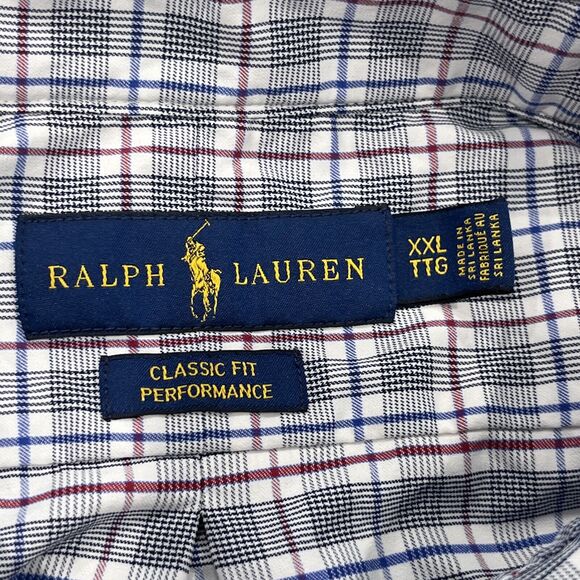 RALPH LAUREN
XXL
TTG
MADE IN
SRI LANKA
FABRIQUÉ AU
SRI LANKA
CLASSIC FIT
PERFORMANCE